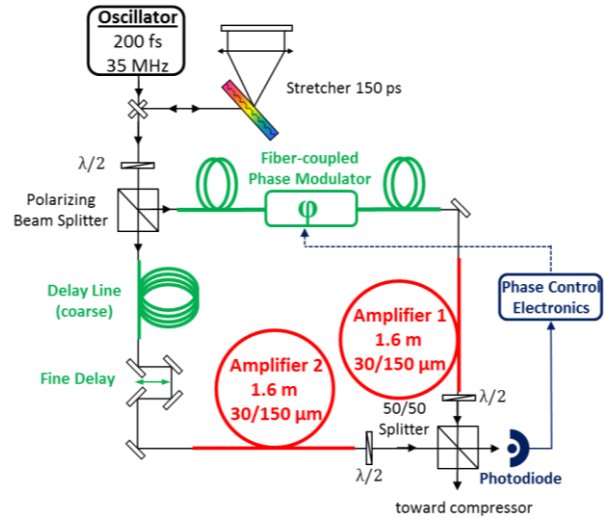 Oscillator
200 fs
35 MHz
Stretcher 150 ps
λ/2
Fiber-coupled
Phase Modulator
φ
Polarizing
Beam Splitter
Delay Line
(coarse)
Phase Control
Electronics
Amplifier 1
1.6 m
30/150 μm
Fine Delay
Amplifier 2
1.6 m
30/150 μm
λ/2
50/50
Splitter
λ/2
Photodiode
toward compressor